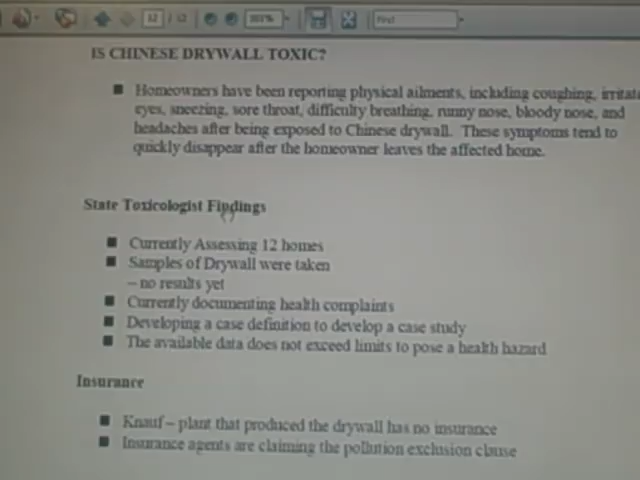 12 / 12
Find
IS CHINESE DRYWALL TOXIC?
■ Homeowners have been reporting physical ailments, including coughing, irritate
eyes, sneezing, sore throat, difficulty breathing, runny nose, bloody nose, and
headaches after being exposed to Chinese drywall. These symptoms tend to
quickly disappear after the homeowner leaves the affected home.
State Toxicologist Findings
■ Currently Assessing 12 homes
■ Samples of Drywall were taken
– no results yet
■ Currently documenting health complaints
■ Developing a case definition to develop a case study
■ The available data does not exceed limits to pose a health hazard
Insurance
■ Knauf – plant that produced the drywall has no insurance
■ Insurance agents are claiming the pollution exclusion clause